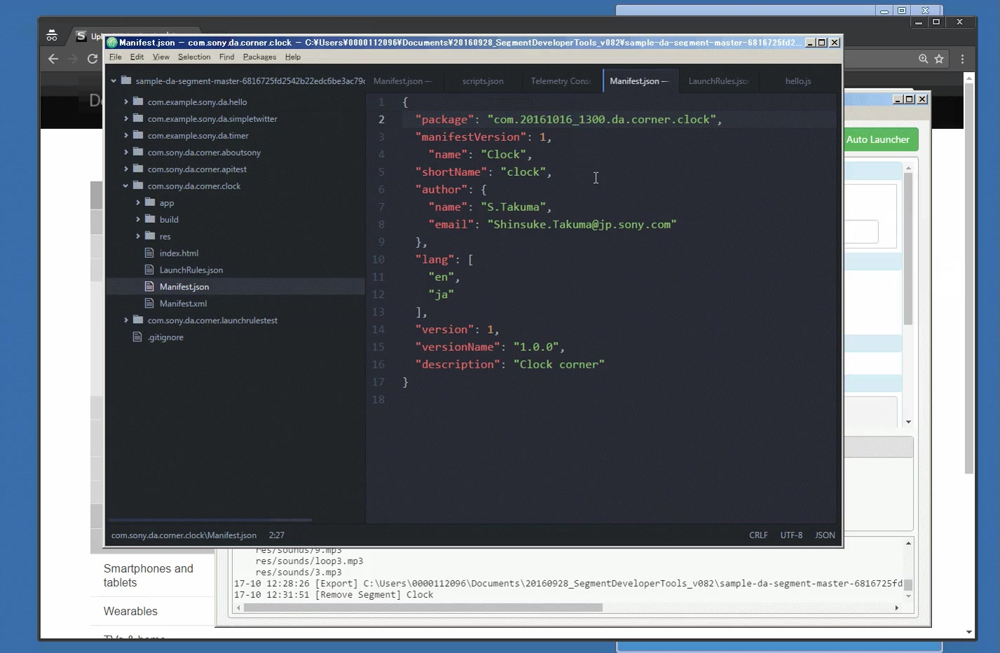 Manifest.json — com.sony.da.corner.clock — C:¥Users¥0000112096¥Documents¥20160928_SegmentDeveloperTools_v082¥sample-da-segment-master-6816725fd2...
File Edit View Selection Find Packages Help
sample-da-segment-master-6816725fd2542b22edc6be3ac79c
com.example.sony.da.hello
com.example.sony.da.simpletwitter
com.example.sony.da.timer
com.sony.da.corner.aboutsony
com.sony.da.corner.apitest
com.sony.da.corner.clock
app
build
res
index.html
LaunchRules.json
Manifest.json
Manifest.xml
com.sony.da.corner.launchrulestest
.gitignore
Manifest.json — scripts.json Telemetry Cons Manifest.json — LaunchRules.jso hello.js
1 {
2 "package": "com.20161016_1300.da.corner.clock",
3 "manifestVersion": 1,
4 "name": "Clock",
5 "shortName": "clock",
6 "author": {
7 "name": "S.Takuma",
8 "email": "Shinsuke.Takuma@jp.sony.com"
9 },
10 "lang": [
11 "en",
12 "ja"
13 ],
14 "version": 1,
15 "versionName": "1.0.0",
16 "description": "Clock corner"
17 }
18
com.sony.da.corner.clock\Manifest.json 2:27 CRLF UTF-8 JSON
Auto Launcher
res/sounds/9.mp3
res/sounds/loop3.mp3
res/sounds/3.mp3
17-10 12:28:26 [Export] C:\Users\0000112096\Documents\20160928_SegmentDeveloperTools_v082\sample-da-segment-master-6816725fd
17-10 12:31:51 [Remove Segment] Clock
Smartphones and
tablets
Wearables